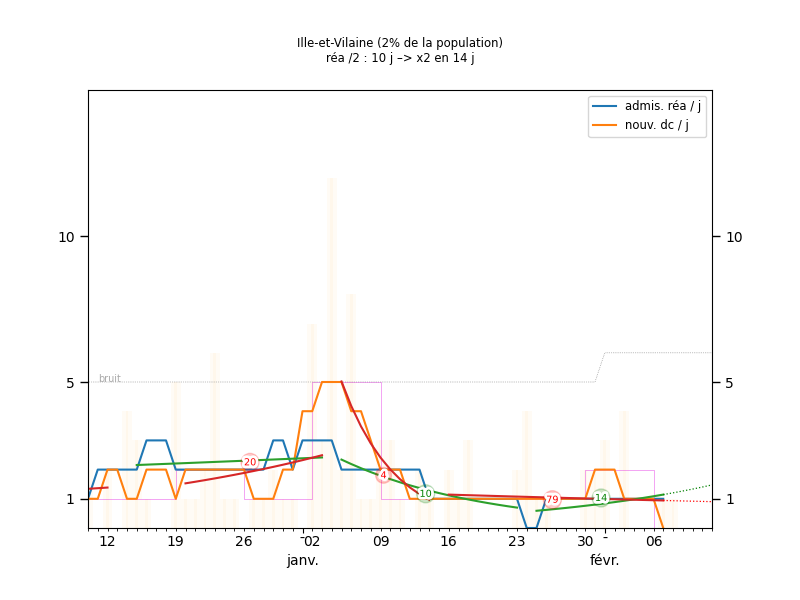 Ille-et-Vilaine (2% de la population)
réa /2 : 10 j –> x2 en 14 j
admis. réa / j
nouv. dc / j
10
10
bruit
5
5
20
4
10
79
14
1
1
12
19
26
02
09
16
23
30
06
janv.
févr.